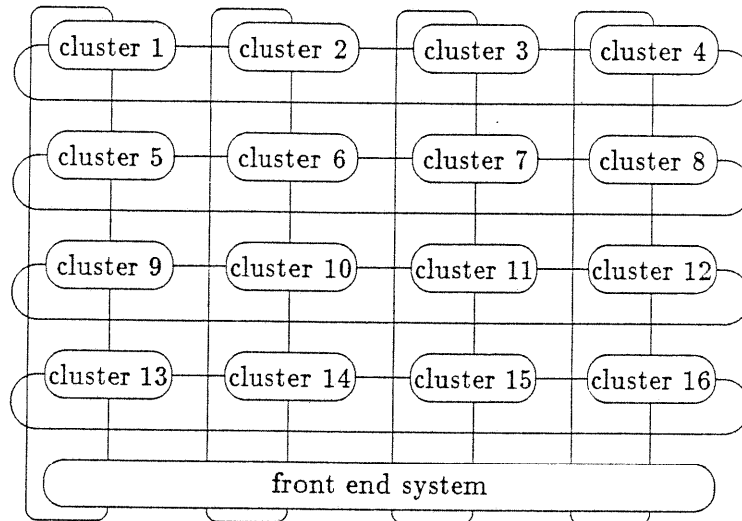 cluster 1 cluster 2 cluster 3 cluster 4
cluster 5 cluster 6 cluster 7 cluster 8
cluster 9 cluster 10 cluster 11 cluster 12
cluster 13 cluster 14 cluster 15 cluster 16
front end system